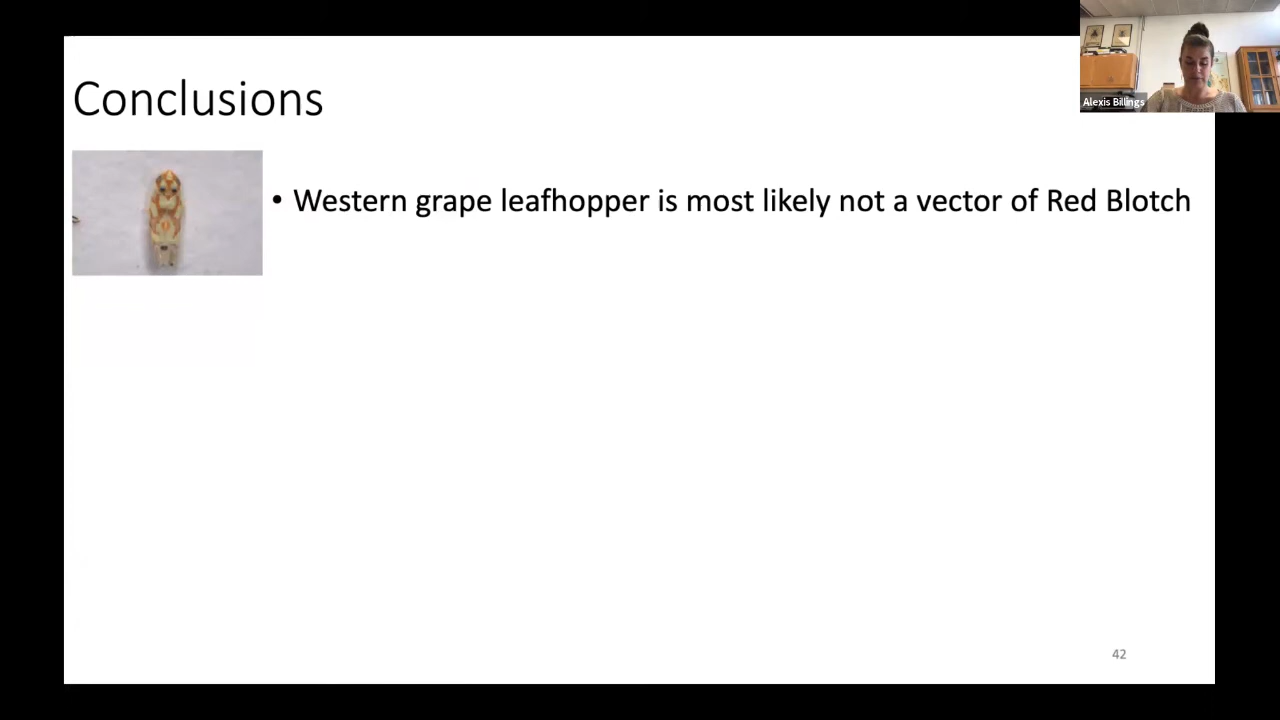 Conclusions
• Western grape leafhopper is most likely not a vector of Red Blotch
Alexis Billings
42